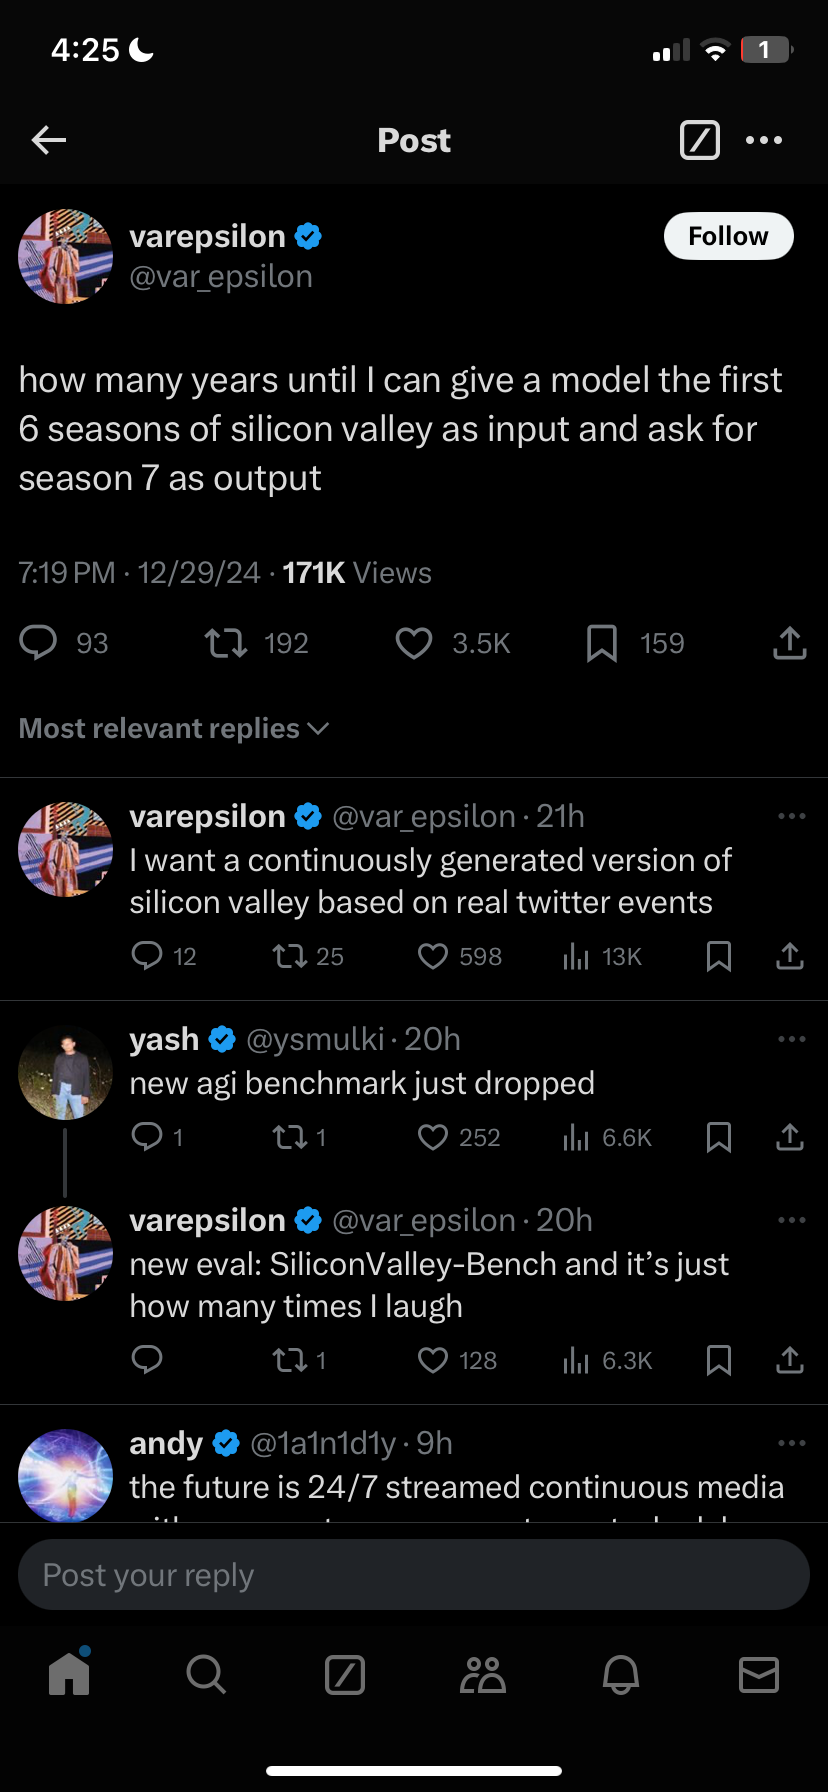 4:25
1
Post
varepsilon
Follow
@var_epsilon
how many years until I can give a model the first
6 seasons of silicon valley as input and ask for
season 7 as output
7:19 PM · 12/29/24 · 171K Views
93 192 3.5K 159
Most relevant replies
varepsilon @var_epsilon · 21h
I want a continuously generated version of
silicon valley based on real twitter events
12 25 598 13K
yash @ysmulki · 20h
new agi benchmark just dropped
1 1 252 6.6K
varepsilon @var_epsilon · 20h
new eval: SiliconValley-Bench and it’s just
how many times I laugh
1 128 6.3K
andy @1a1n1d1y · 9h
the future is 24/7 streamed continuous media
Post your reply